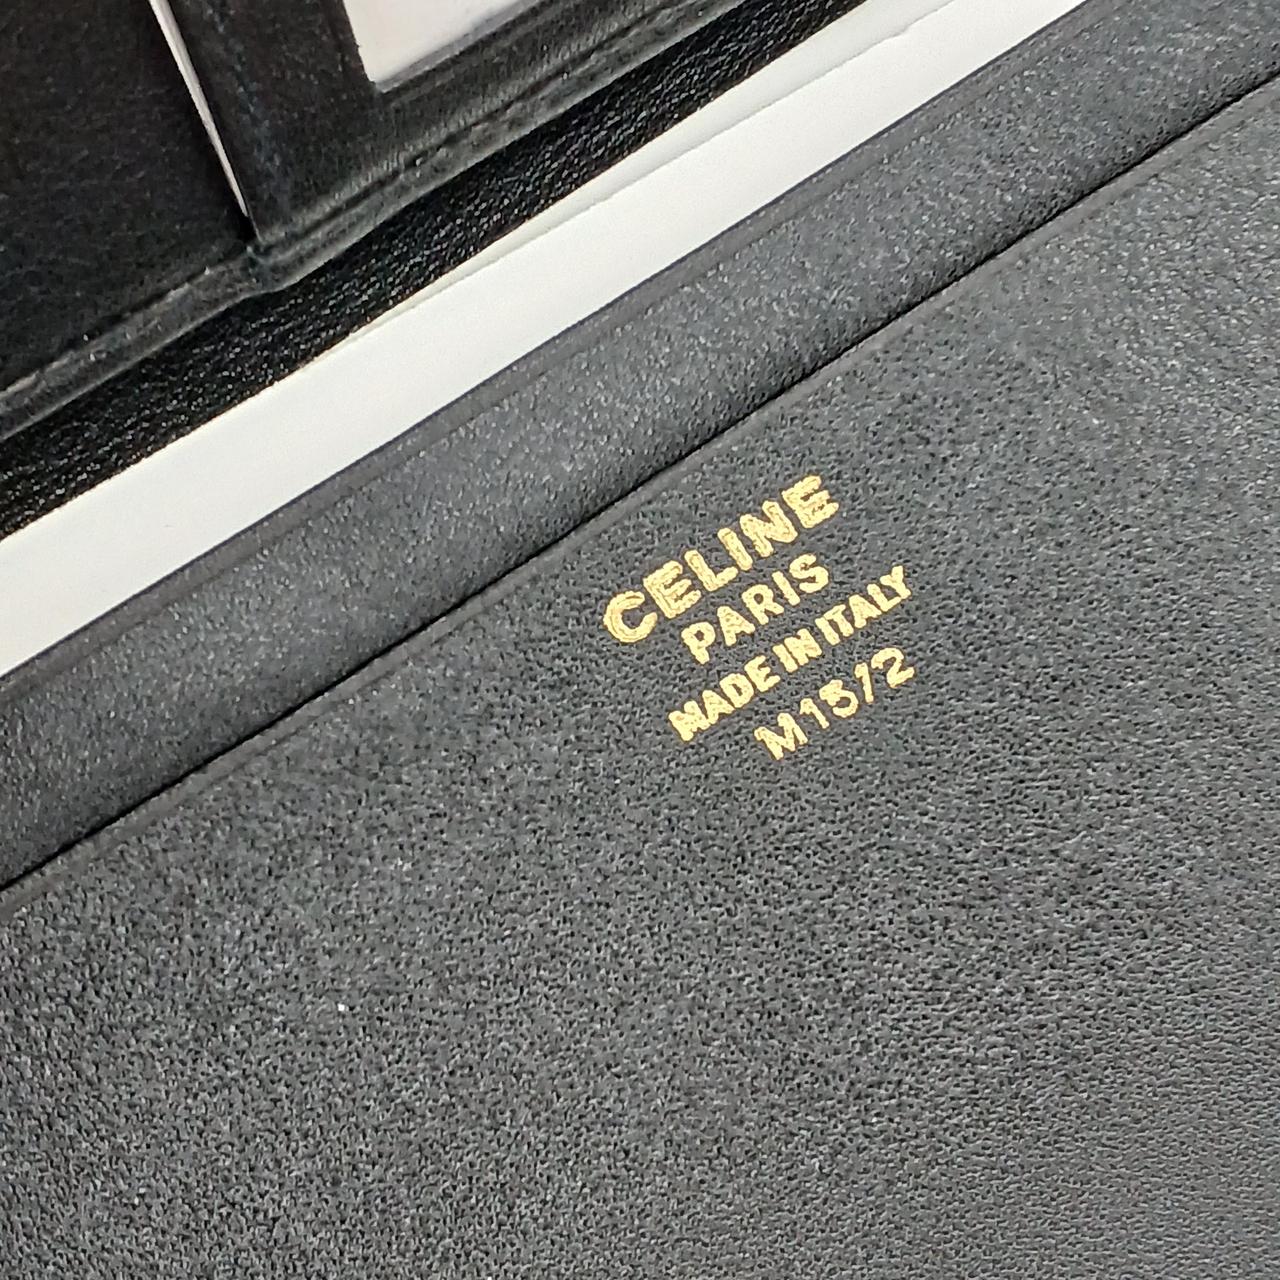 CELINE
PARIS
MADE IN ITALY
M13/2